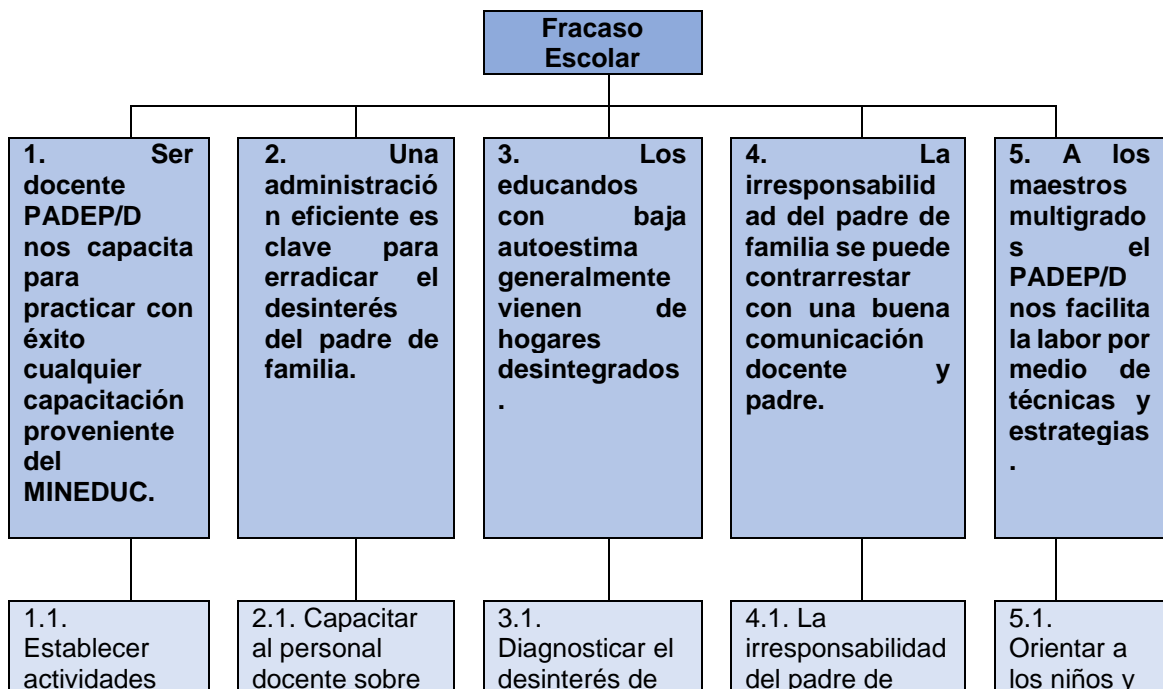 Fracaso
Escolar
1. Ser
docente
PADEP/D
nos capacita
para
practicar con
éxito
cualquier
capacitación
proveniente
del
MINEDUC.
2. Una
administració
n eficiente es
clave para
erradicar el
desinterés
del padre de
familia.
3. Los
educandos
con baja
autoestima
generalmente
vienen de
hogares
desintegrados
.
4. La
irresponsabilid
ad del padre de
familia se puede
contrarrestar
con una buena
comunicación
docente y
padre.
5. A los
maestros
multigrado
s el
PADEP/D
nos facilita
la labor por
medio de
técnicas y
estrategias
.
1.1.
Establecer
actividades
2.1. Capacitar
al personal
docente sobre
3.1.
Diagnosticar el
desinterés de
4.1. La
irresponsabilidad
del padre de
5.1.
Orientar a
los niños y